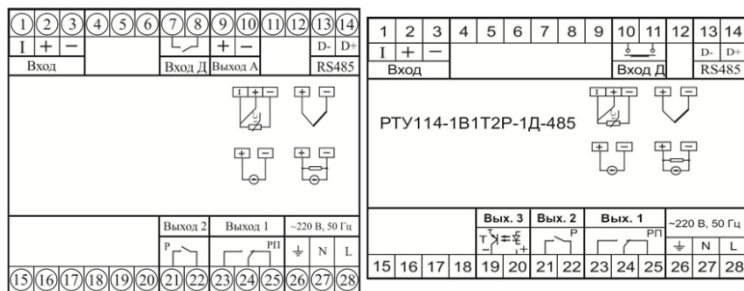 1 2 3 4 5 6 7 8 9 10 11 12 13 14
I + − D- D+
Вход Вход Д Выход А RS485
I + − + −
+ − + −
Выход 2 Выход 1 ~220 В, 50 Гц
Р РП N L
15 16 17 18 19 20 21 22 23 24 25 26 27 28
1 2 3 4 5 6 7 8 9 10 11 12 13 14
I + − D- D+
Вход Вход Д RS485
I + − + −
РТУ114-1В1Т2Р-1Д-485
+ − + −
Вых. 3 Вых. 2 Вых. 1 ~220 В, 50 Гц
Т − + Р РП N L
15 16 17 18 19 20 21 22 23 24 25 26 27 28